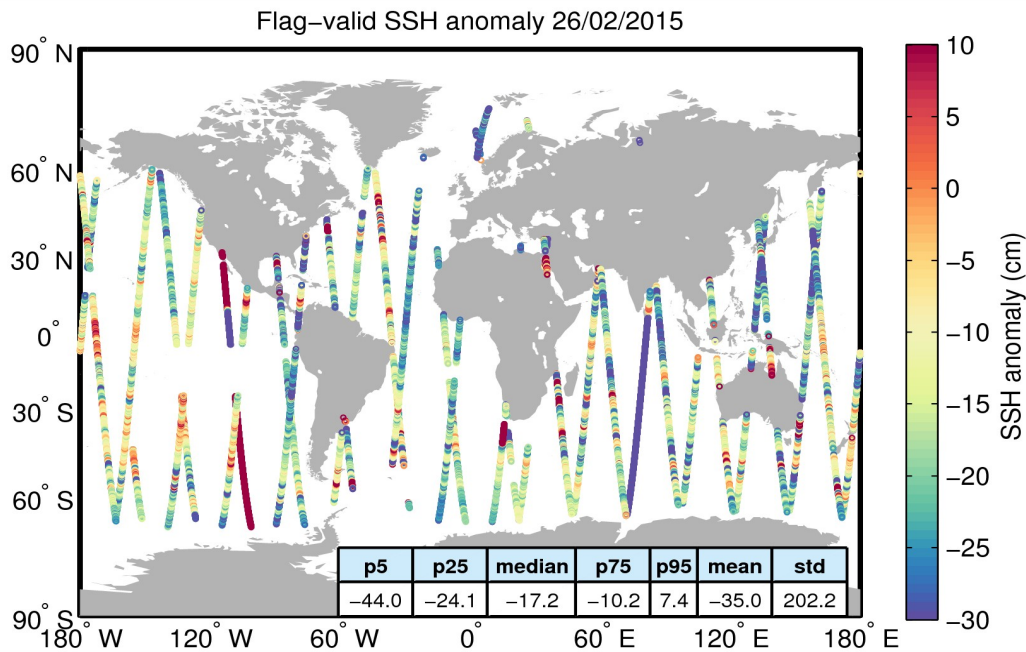 Flag−valid SSH anomaly 26/02/2015
90° N
60° N
30° N
0°
30° S
60° S
90° S
180° W
120° W
60° W
0°
60° E
120° E
180° E
p5 p25 median p75 p95 mean std
−44.0 −24.1 −17.2 −10.2 7.4 −35.0 202.2
10
5
0
−5
−10
−15
−20
−25
−30
SSH anomaly (cm)